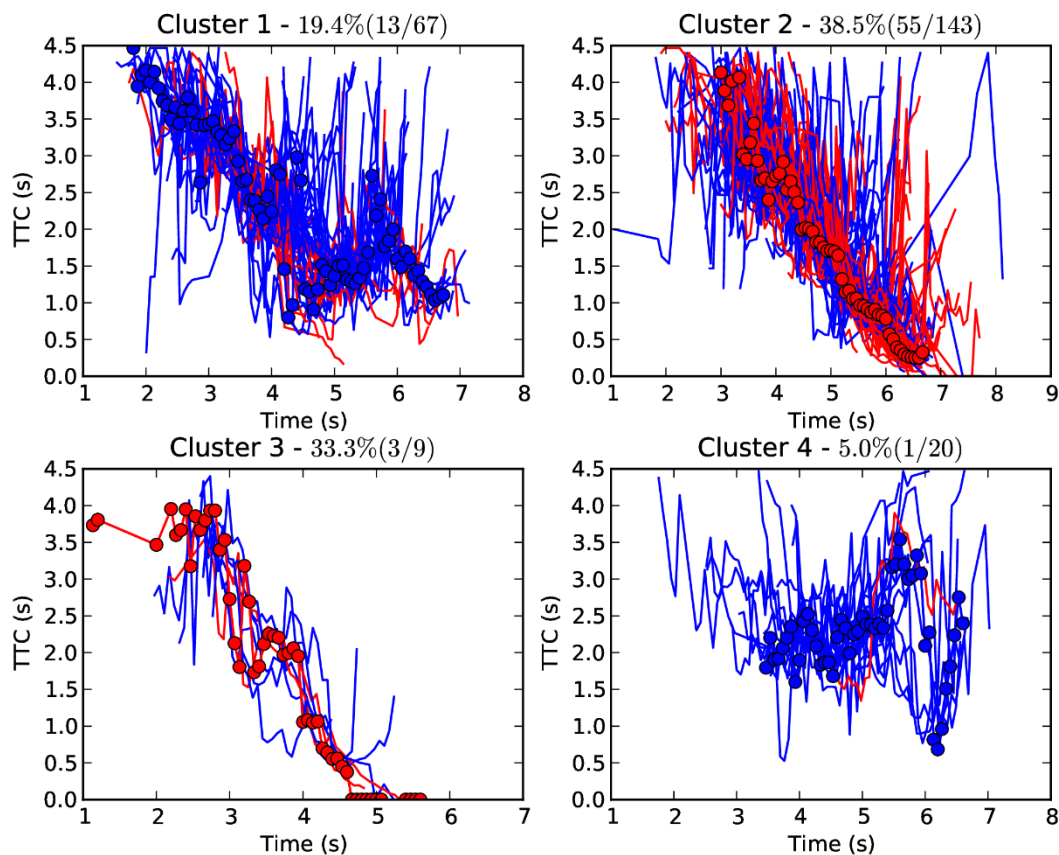 Cluster 1 - 19.4%(13/67)
4.5
4.0
3.5
3.0
2.5
2.0
1.5
1.0
0.5
0.0
TTC (s)
1 2 3 4 5 6 7 8
Time (s)
Cluster 2 - 38.5%(55/143)
4.5
4.0
3.5
3.0
2.5
2.0
1.5
1.0
0.5
0.0
TTC (s)
1 2 3 4 5 6 7 8 9
Time (s)
Cluster 3 - 33.3%(3/9)
4.5
4.0
3.5
3.0
2.5
2.0
1.5
1.0
0.5
0.0
TTC (s)
1 2 3 4 5 6 7
Time (s)
Cluster 4 - 5.0%(1/20)
4.5
4.0
3.5
3.0
2.5
2.0
1.5
1.0
0.5
0.0
TTC (s)
1 2 3 4 5 6 7 8
Time (s)